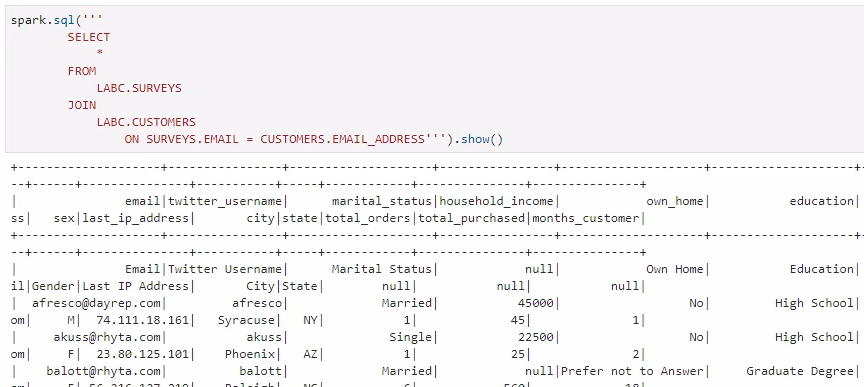 spark.sql('''
SELECT
*
FROM
LABC.SURVEYS
JOIN
LABC.CUSTOMERS
ON SURVEYS.EMAIL = CUSTOMERS.EMAIL_ADDRESS''').show()
+--------------------+----------------+--------------------+----------------+--------------------+--------------------+-
--+------+---------------+---------------+-----+------------+---------------+---------------+
| email|twitter_username| marital_status|household_income| own_home| education|
ss| sex|last_ip_address| city|state|total_orders|total_purchased|months_customer|
+--------------------+----------------+--------------------+----------------+--------------------+--------------------+-
--+------+---------------+---------------+-----+------------+---------------+---------------+
| Email|Twitter Username| Marital Status| null| Own Home| Education|
il|Gender|Last IP Address| City|State| null| null| null|
| afresco@dayrep.com| afresco| Married| 45000| No| High School|
om| M| 74.111.18.161| Syracuse| NY| 1| 45| 1|
| akuss@rhyta.com| akuss| Single| 22500| No| High School|
om| F| 23.80.125.101| Phoenix| AZ| 1| 25| 2|
| balott@rhyta.com| balott| Married| null|Prefer not to Answer| Graduate Degree|